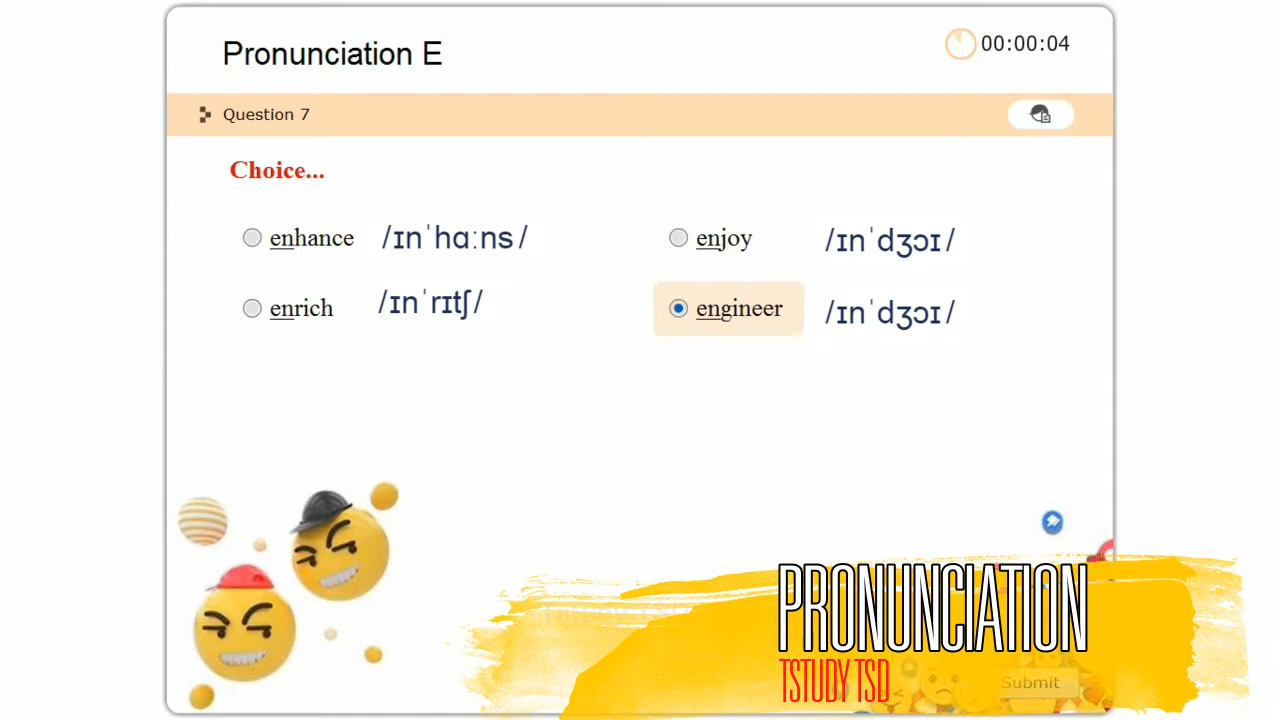 Pronunciation E
00:00:04
Question 7
Choice...
enhance /ɪnˈhɑːns/
enjoy /ɪnˈdʒɔɪ/
enrich /ɪnˈrɪtʃ/
engineer /ɪnˈdʒɔɪ/
PRONUNCIATION
TSTUDY TSD
Submit